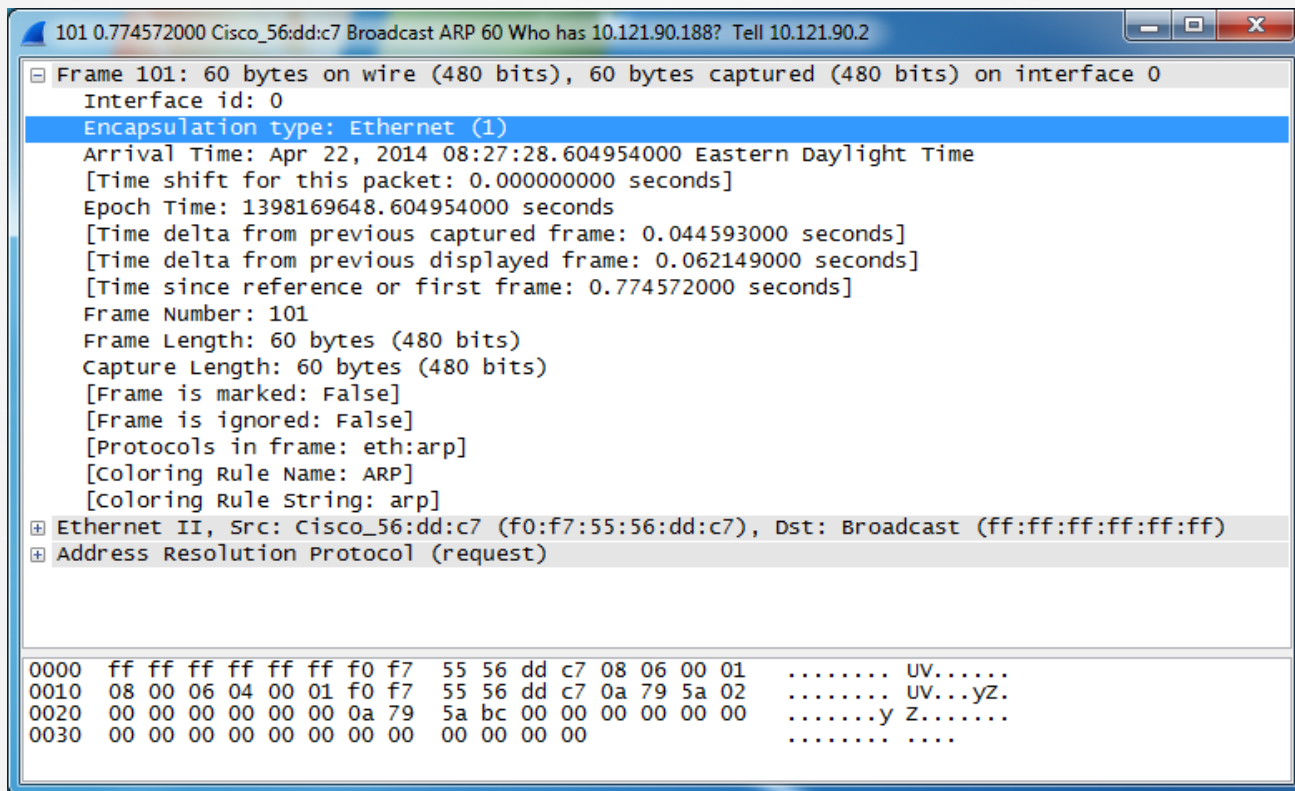 101 0.774572000 Cisco_56:dd:c7 Broadcast ARP 60 Who has 10.121.90.188? Tell 10.121.90.2
Frame 101: 60 bytes on wire (480 bits), 60 bytes captured (480 bits) on interface 0
Interface id: 0
Encapsulation type: Ethernet (1)
Arrival Time: Apr 22, 2014 08:27:28.604954000 Eastern Daylight Time
[Time shift for this packet: 0.000000000 seconds]
Epoch Time: 1398169648.604954000 seconds
[Time delta from previous captured frame: 0.044593000 seconds]
[Time delta from previous displayed frame: 0.062149000 seconds]
[Time since reference or first frame: 0.774572000 seconds]
Frame Number: 101
Frame Length: 60 bytes (480 bits)
Capture Length: 60 bytes (480 bits)
[Frame is marked: False]
[Frame is ignored: False]
[Protocols in frame: eth:arp]
[Coloring Rule Name: ARP]
[Coloring Rule String: arp]
Ethernet II, Src: Cisco_56:dd:c7 (f0:f7:55:56:dd:c7), Dst: Broadcast (ff:ff:ff:ff:ff:ff)
Address Resolution Protocol (request)
0000 ff ff ff ff ff ff f0 f7 55 56 dd c7 08 06 00 01 ........ UV......
0010 08 00 06 04 00 01 f0 f7 55 56 dd c7 0a 79 5a 02 ........ UV...yZ.
0020 00 00 00 00 00 00 0a 79 5a bc 00 00 00 00 00 00 .......y Z.......
0030 00 00 00 00 00 00 00 00 00 00 00 00 ........ ....